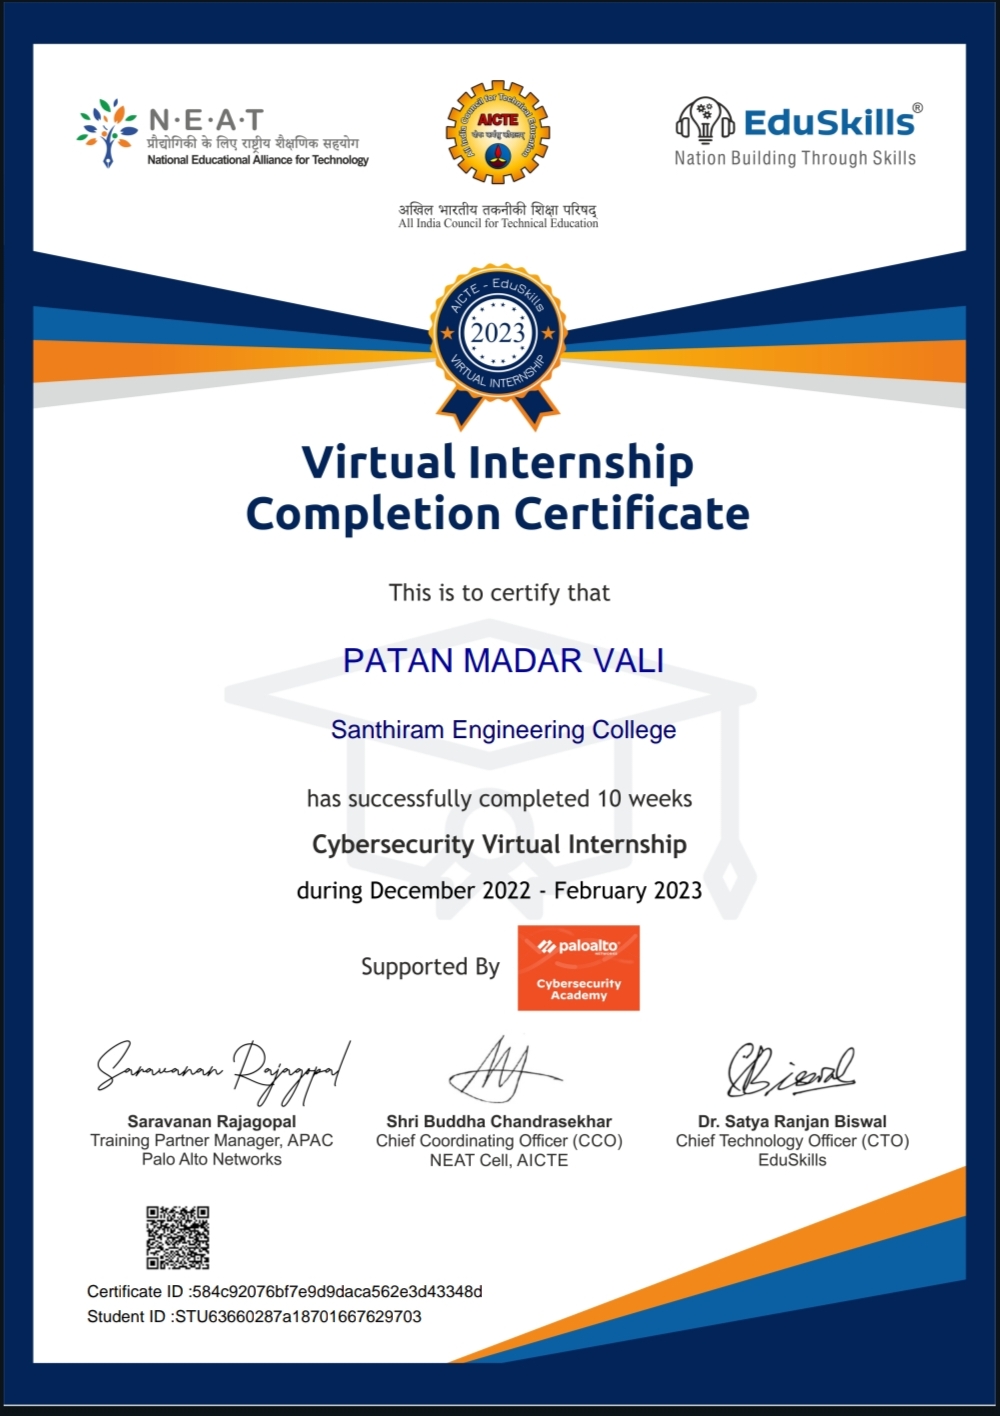 N·E·A·T
प्रौद्योगिकी के लिए राष्ट्रीय शैक्षणिक सहयोग
National Educational Alliance for Technology
All India Council for Technical Education
AICTE
अखिल भारतीय तकनीकी शिक्षा परिषद्
All India Council for Technical Education
EduSkills®
Nation Building Through Skills
AICTE - EduSkills
2023
VIRTUAL INTERNSHIP
Virtual Internship
Completion Certificate
This is to certify that
PATAN MADAR VALI
Santhiram Engineering College
has successfully completed 10 weeks
Cybersecurity Virtual Internship
during December 2022 - February 2023
Supported By
paloalto
Cybersecurity
Academy
Saravanan Rajagopal
Biswal
Saravanan Rajagopal
Training Partner Manager, APAC
Palo Alto Networks
Shri Buddha Chandrasekhar
Chief Coordinating Officer (CCO)
NEAT Cell, AICTE
Dr. Satya Ranjan Biswal
Chief Technology Officer (CTO)
EduSkills
Certificate ID :584c92076bf7e9d9daca562e3d43348d
Student ID :STU63660287a18701667629703